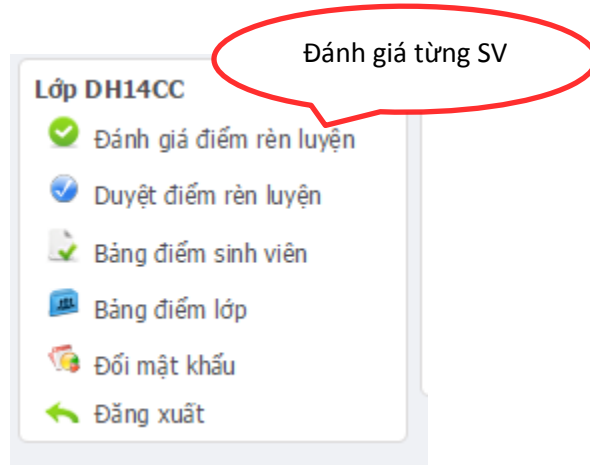 Đánh giá từng SV
Lớp DH14CC
Đánh giá điểm rèn luyện
Duyệt điểm rèn luyện
Bảng điểm sinh viên
Bảng điểm lớp
Đổi mật khẩu
Đăng xuất